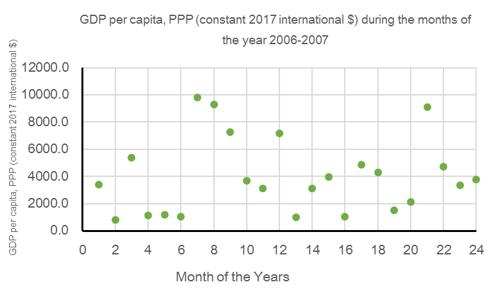 GDP per capita, PPP (constant 2017 international $) during the months of
the year 2006-2007
GDP per capita, PPP (constant 2017 international $)
12000.0
10000.0
8000.0
6000.0
4000.0
2000.0
0.0
0 2 4 6 8 10 12 14 16 18 20 22 24
Month of the Years